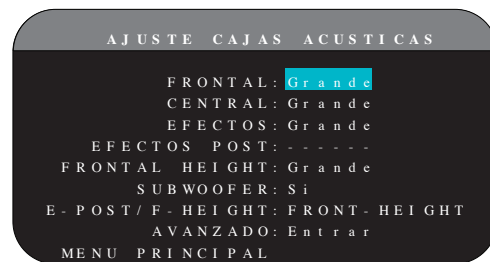 AJUSTE CAJAS ACUSTICAS
FRONTAL: Grande
CENTRAL: Grande
EFECTOS: Grande
EFECTOS POST: ------
FRONTAL HEIGHT: Grande
SUBWOOFER: Si
E-POST/F-HEIGHT: FRONT-HEIGHT
AVANZADO: Entrar
MENU PRINCIPAL